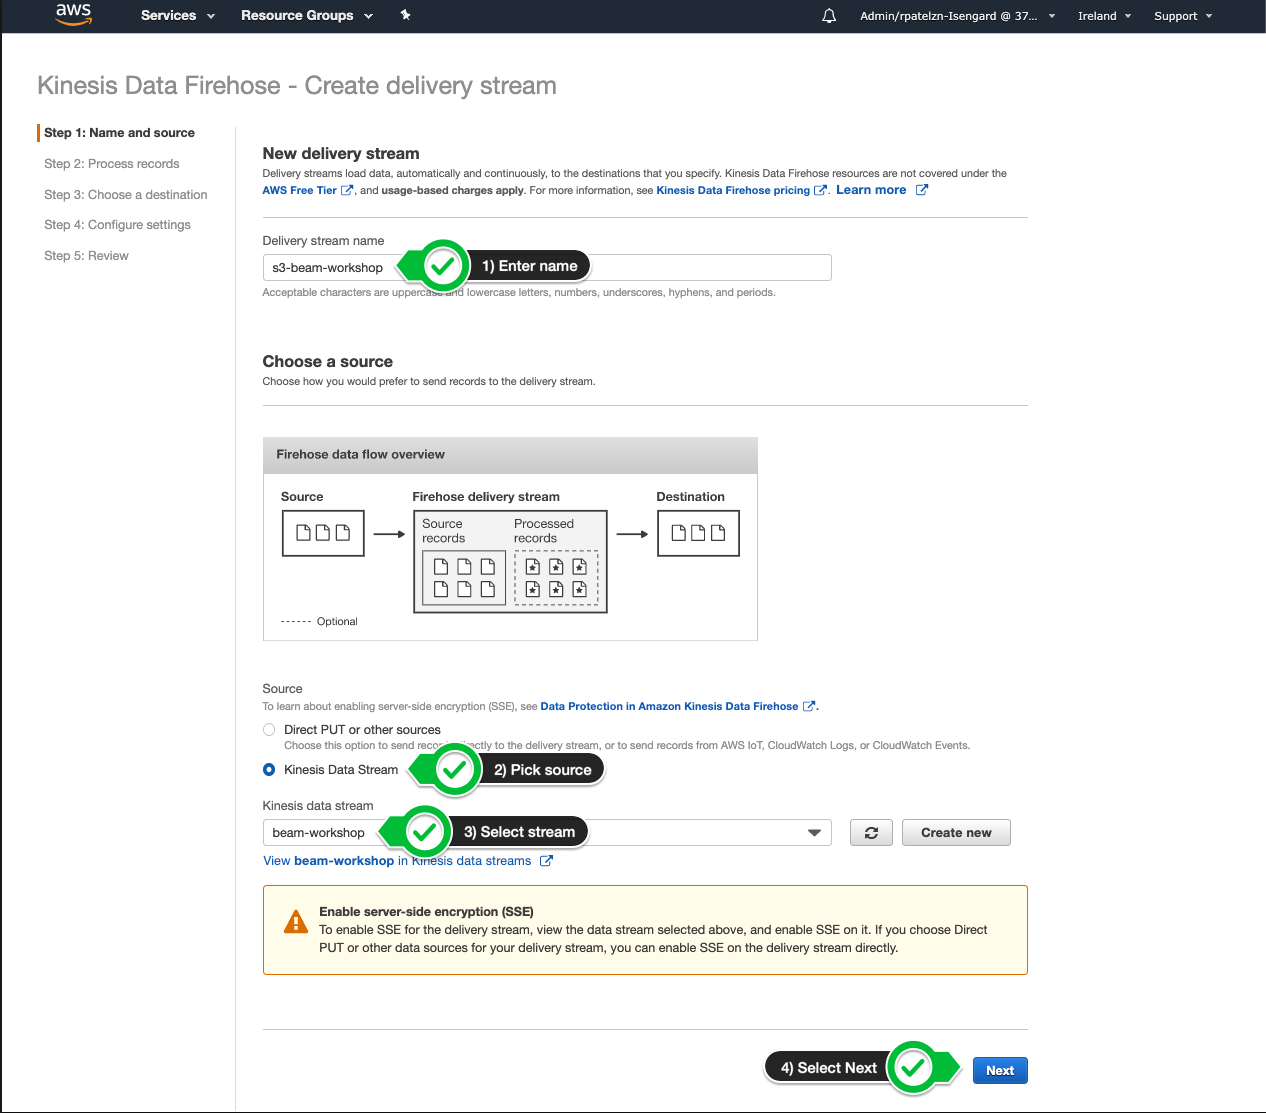 aws Services Resource Groups Admin/rpatelzn-Isengard @ 37... Ireland Support
Kinesis Data Firehose - Create delivery stream
Step 1: Name and source
Step 2: Process records
Step 3: Choose a destination
Step 4: Configure settings
Step 5: Review
New delivery stream
Delivery streams load data, automatically and continuously, to the destinations that you specify. Kinesis Data Firehose resources are not covered under the
AWS Free Tier , and usage-based charges apply. For more information, see Kinesis Data Firehose pricing . Learn more
Delivery stream name
s3-beam-workshop 1) Enter name
Acceptable characters are uppercase and lowercase letters, numbers, underscores, hyphens, and periods.
Choose a source
Choose how you would prefer to send records to the delivery stream.
Firehose data flow overview
Source Firehose delivery stream Destination
Source Processed
records records
------ Optional
Source
To learn about enabling server-side encryption (SSE), see Data Protection in Amazon Kinesis Data Firehose .
Direct PUT or other sources
Choose this option to send records directly to the delivery stream, or to send records from AWS IoT, CloudWatch Logs, or CloudWatch Events.
Kinesis Data Stream 2) Pick source
Kinesis data stream
beam-workshop 3) Select stream Create new
View beam-workshop in Kinesis data streams
Enable server-side encryption (SSE)
To enable SSE for the delivery stream, view the data stream selected above, and enable SSE on it. If you choose Direct
PUT or other data sources for your delivery stream, you can enable SSE on the delivery stream directly.
4) Select Next Next